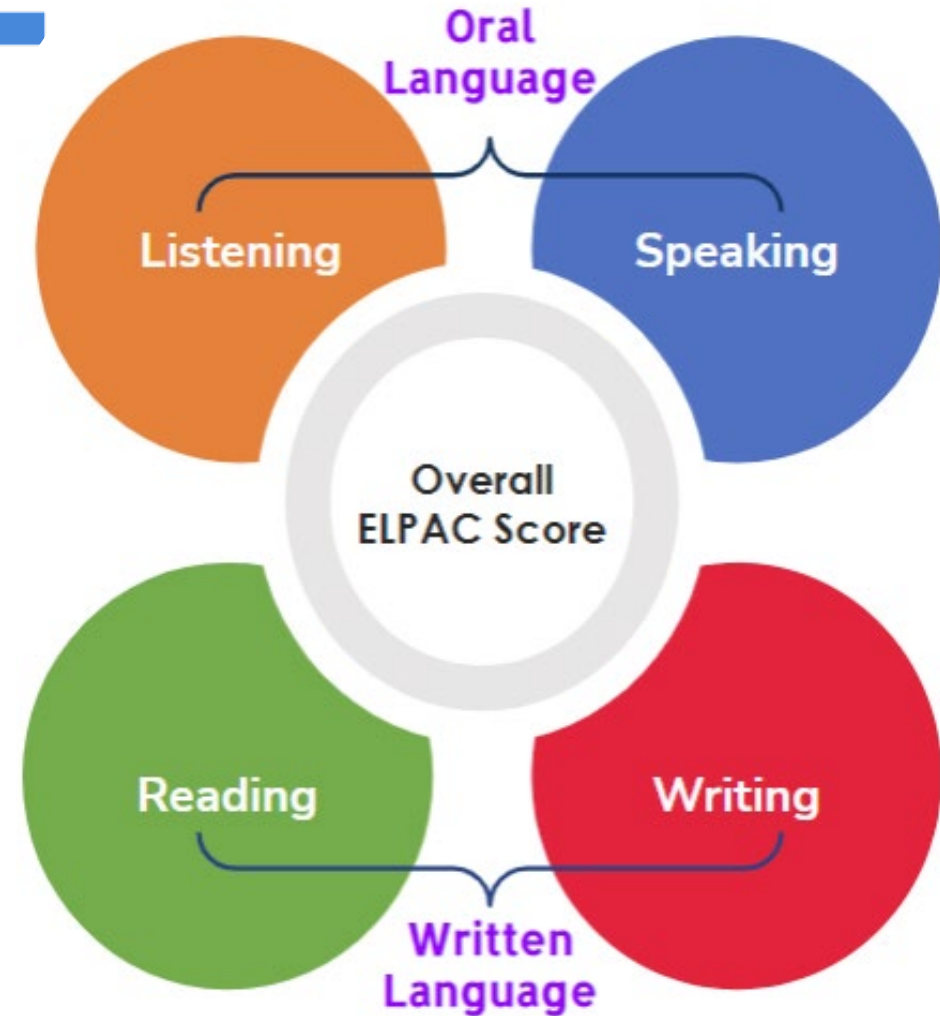 Oral
Language
Listening
Speaking
Overall
ELPAC Score
Reading
Writing
Written
Language